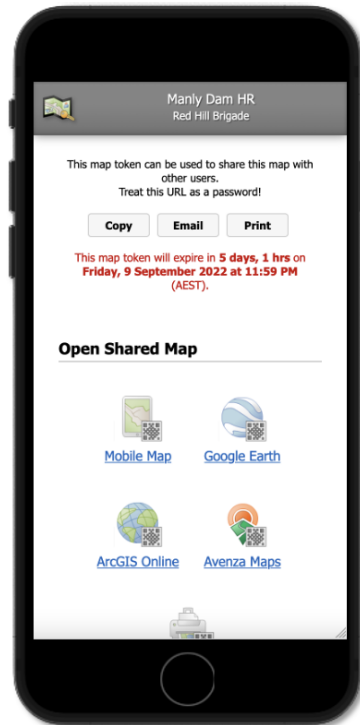 Manly Dam HR
Red Hill Brigade
This map token can be used to share this map with
other users.
Treat this URL as a password!
Copy Email Print
This map token will expire in 5 days, 1 hrs on
Friday, 9 September 2022 at 11:59 PM
(AEST).
Open Shared Map
Mobile Map Google Earth
ArcGIS Online Avenza Maps